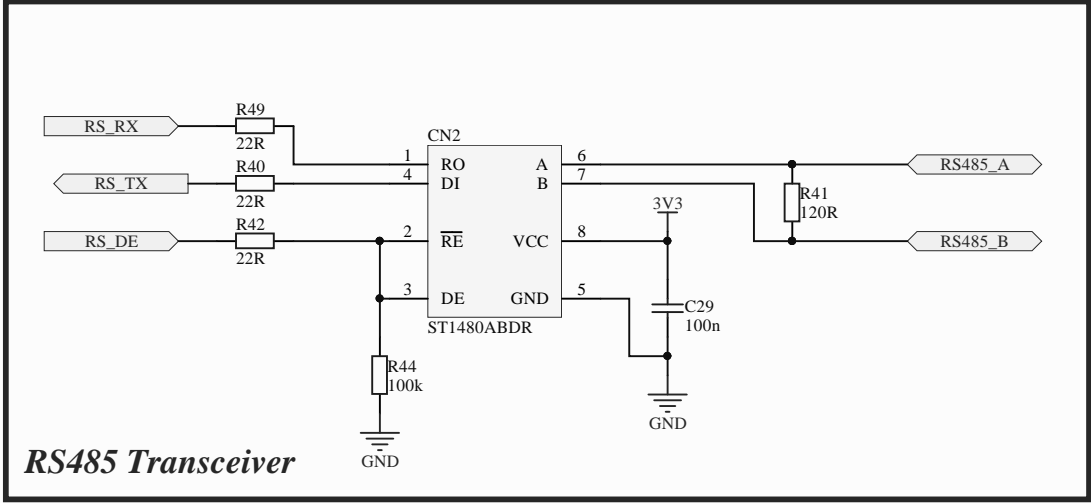 R49
RS_RX
22R
CN2
1 RO A 6 RS485_A
R40
4 DI B 7
RS_TX
22R
R41
120R
3V3
R42
RS_DE 2 RE VCC 8 RS485_B
22R
3 DE GND 5
C29
100n
ST1480ABDR
R44
100k
GND
GND
RS485 Transceiver